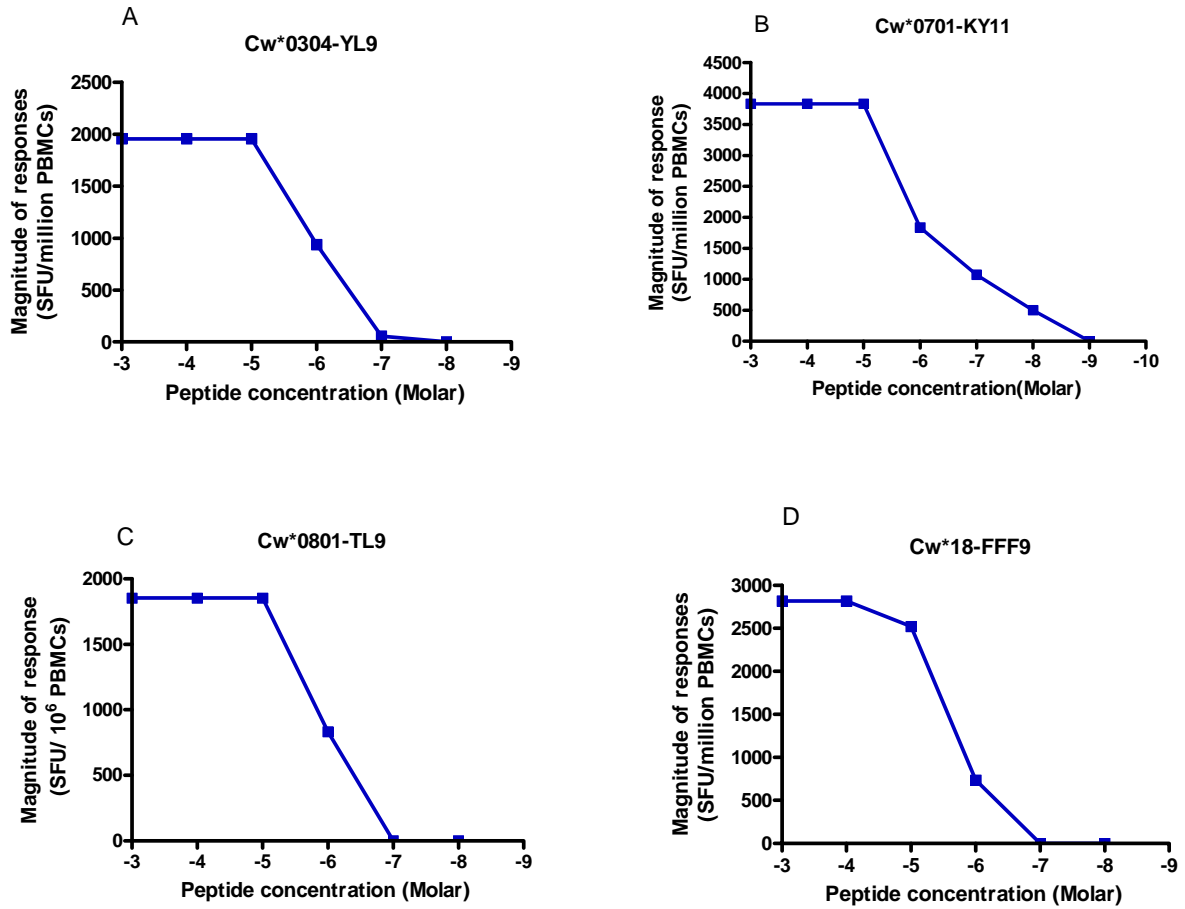 A
Cw*0304-YL9
Magnitude of responses
(SFU/million PBMCs)
2500
2000
1500
1000
500
0
-3 -4 -5 -6 -7 -8 -9
Peptide concentration (Molar)
B
Cw*0701-KY11
Magnitude of response
(SFU/million PBMCs)
4500
4000
3500
3000
2500
2000
1500
1000
500
0
-3 -4 -5 -6 -7 -8 -9 -10
Peptide concentration(Molar)
C
Cw*0801-TL9
Magnitude of response
(SFU/ 10⁶ PBMCs)
2000
1500
1000
500
0
-3 -4 -5 -6 -7 -8 -9
Peptide concentration (Molar)
D
Cw*18-FFF9
Magnitude of responses
(SFU/million PBMCs)
3000
2500
2000
1500
1000
500
0
-3 -4 -5 -6 -7 -8 -9
Peptide concentration (Molar)